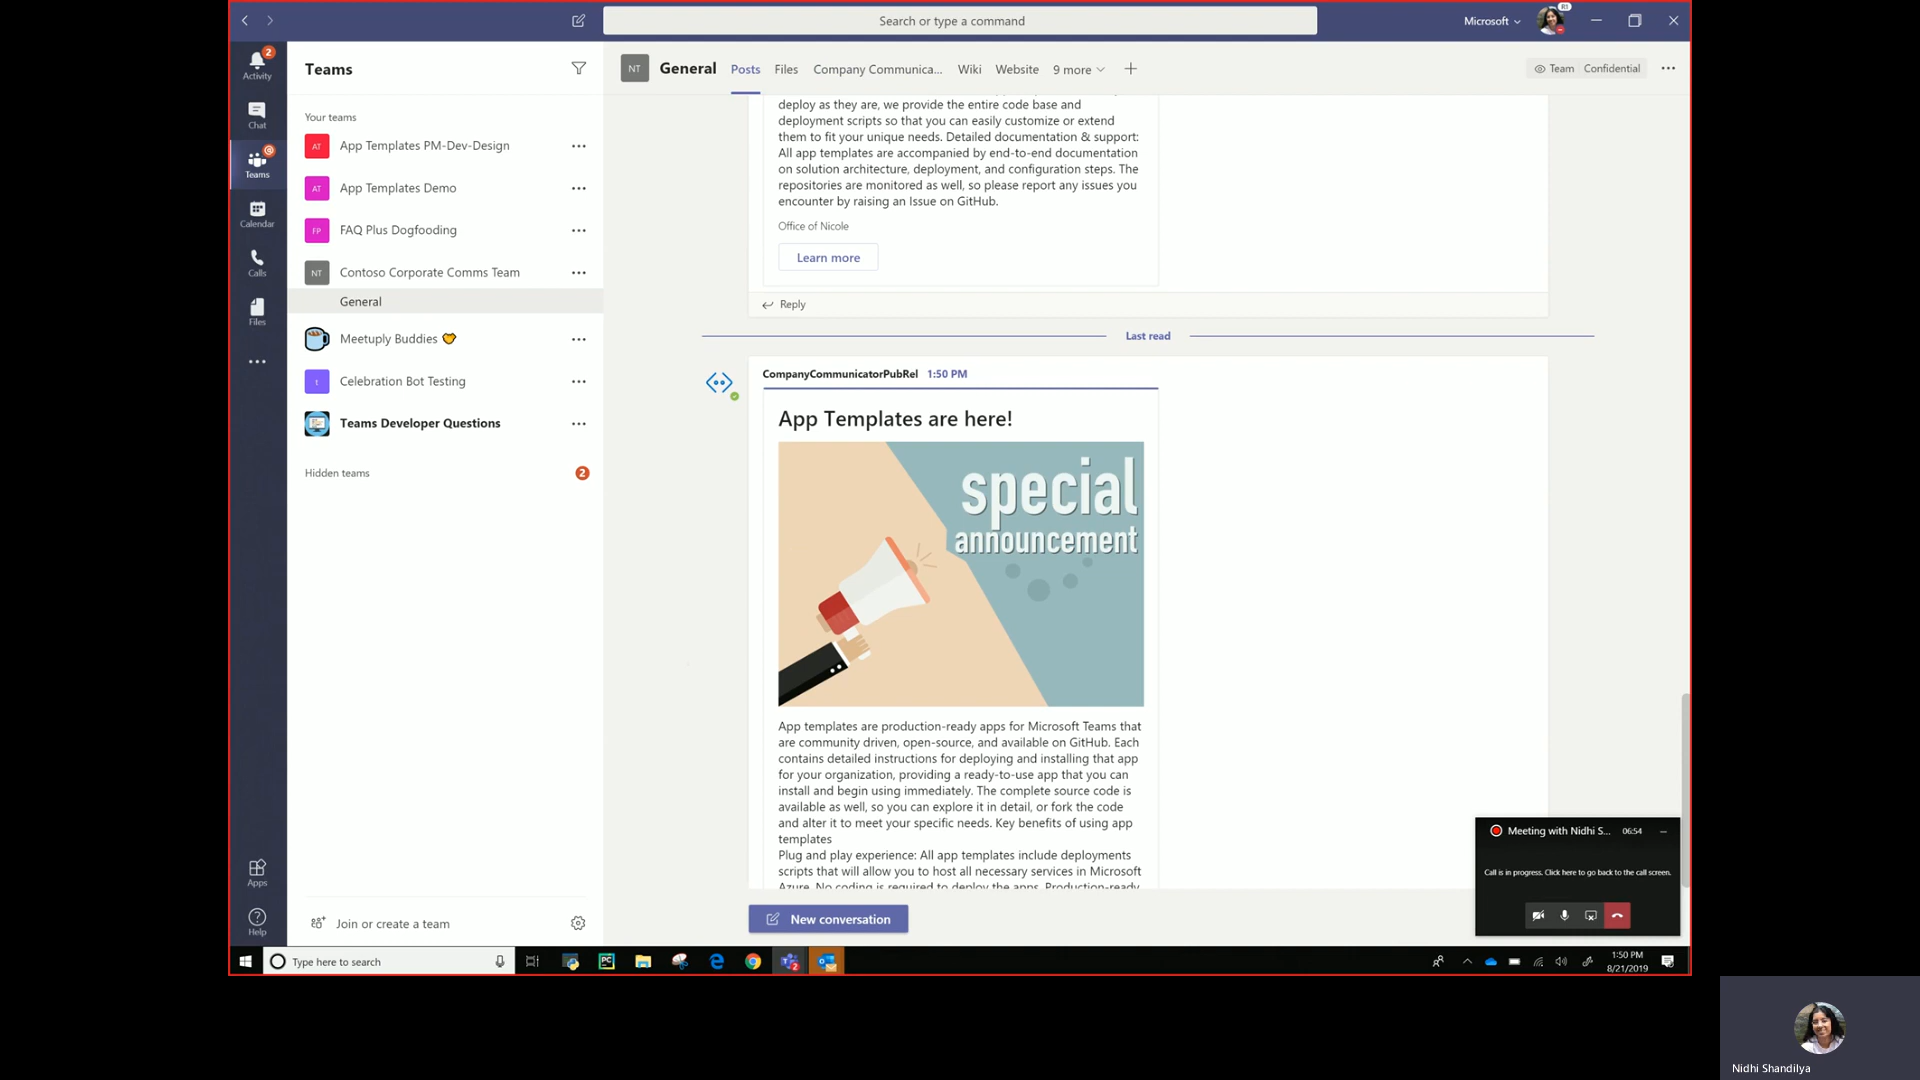 Search or type a command
Microsoft
R1
2
Activity
Chat
Teams
Calendar
Calls
Files
Apps
Help
Teams
Your teams
AT
App Templates PM-Dev-Design
AT
App Templates Demo
FP
FAQ Plus Dogfooding
NT
Contoso Corporate Comms Team
General
Meetuply Buddies
t
Celebration Bot Testing
Teams Developer Questions
Hidden teams
2
Join or create a team
NT
General
Posts
Files
Company Communica...
Wiki
Website
9 more
Team
Confidential
deploy as they are, we provide the entire code base and
deployment scripts so that you can easily customize or extend
them to fit your unique needs. Detailed documentation & support:
All app templates are accompanied by end-to-end documentation
on solution architecture, deployment, and configuration steps. The
repositories are monitored as well, so please report any issues you
encounter by raising an Issue on GitHub.
Office of Nicole
Learn more
Reply
Last read
CompanyCommunicatorPubRel 1:50 PM
App Templates are here!
special
announcement
App templates are production-ready apps for Microsoft Teams that
are community driven, open-source, and available on GitHub. Each
contains detailed instructions for deploying and installing that app
for your organization, providing a ready-to-use app that you can
install and begin using immediately. The complete source code is
available as well, so you can explore it in detail, or fork the code
and alter it to meet your specific needs. Key benefits of using app
templates
Plug and play experience: All app templates include deployments
scripts that will allow you to host all necessary services in Microsoft
Azure. No coding is required to deploy the apps. Production-ready
New conversation
Meeting with Nidhi S...
06:54
Call is in progress. Click here to go back to the call screen.
Type here to search
PC
1:50 PM
8/21/2019
Nidhi Shandilya